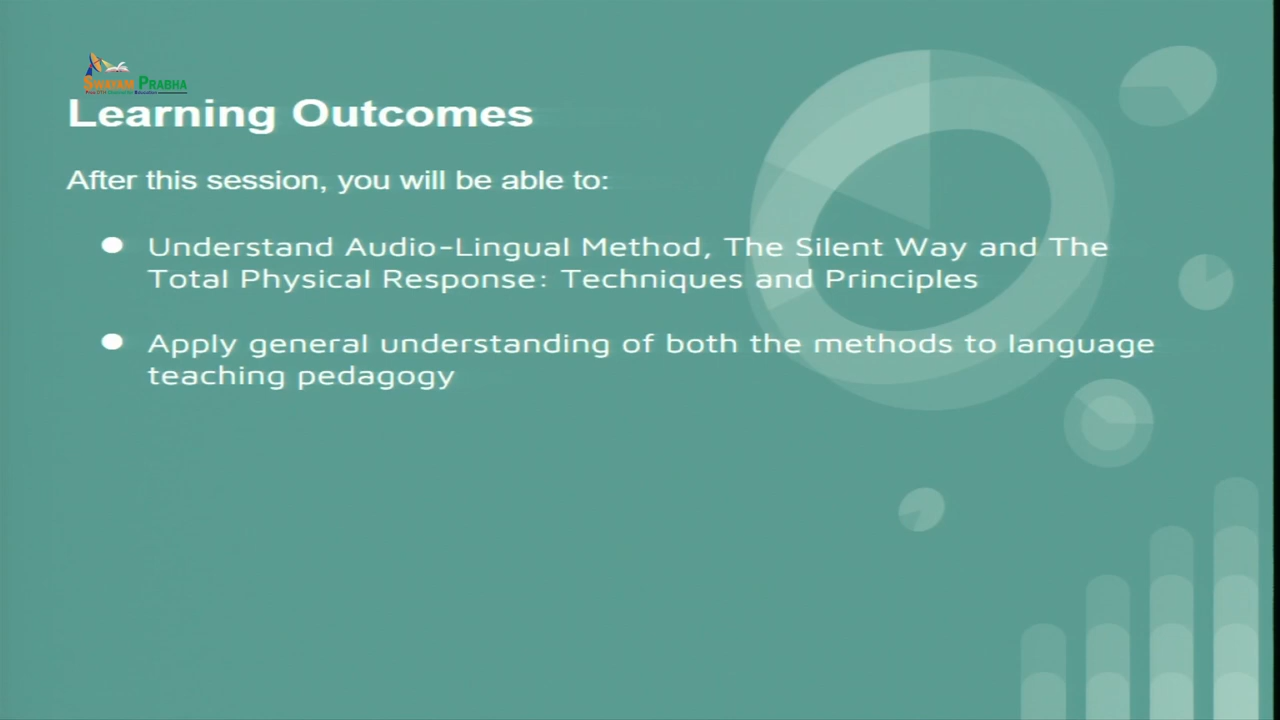 SWAYAM PRABHA
Learning Outcomes
After this session, you will be able to:
Understand Audio-Lingual Method, The Silent Way and The
Total Physical Response: Techniques and Principles
Apply general understanding of both the methods to language
teaching pedagogy